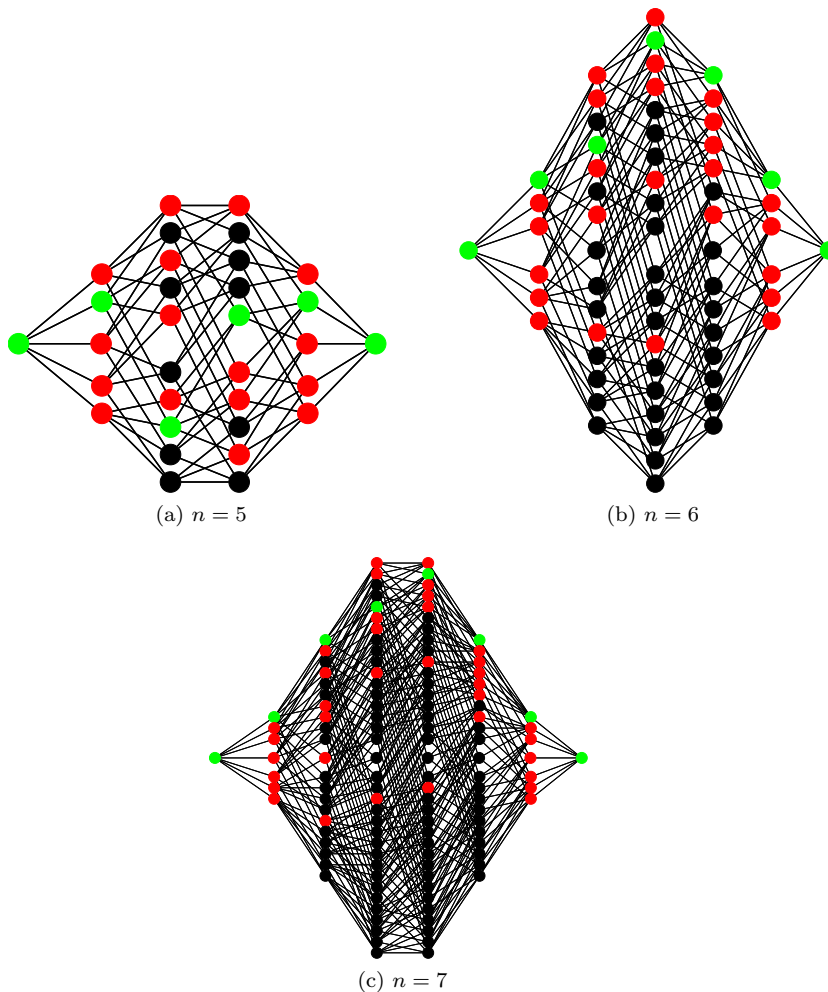 (a) n = 5
(b) n = 6
(c) n = 7